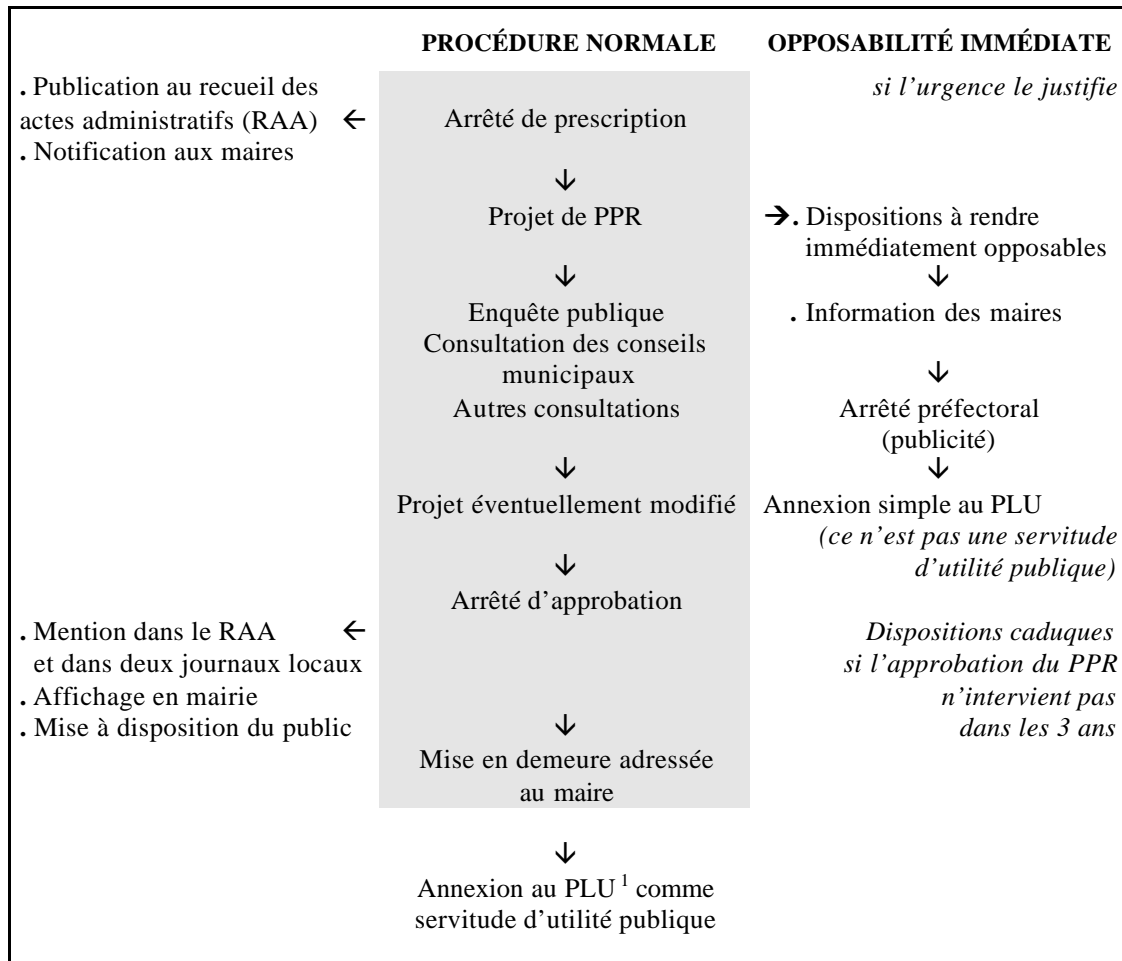 PROCÉDURE NORMALE
OPPOSABILITÉ IMMÉDIATE
. Publication au recueil des
actes administratifs (RAA) ←
. Notification aux maires
Arrêté de prescription
si l'urgence le justifie
↓
Projet de PPR
➔. Dispositions à rendre
immédiatement opposables
↓
↓
Enquête publique
Consultation des conseils
municipaux
Autres consultations
. Information des maires
↓
Arrêté préfectoral
(publicité)
↓
↓
Projet éventuellement modifié
Annexion simple au PLU
(ce n'est pas une servitude
d'utilité publique)
↓
Arrêté d'approbation
. Mention dans le RAA ←
et dans deux journaux locaux
. Affichage en mairie
. Mise à disposition du public
Dispositions caduques
si l'approbation du PPR
n'intervient pas
dans les 3 ans
↓
Mise en demeure adressée
au maire
↓
Annexion au PLU 1 comme
servitude d'utilité publique